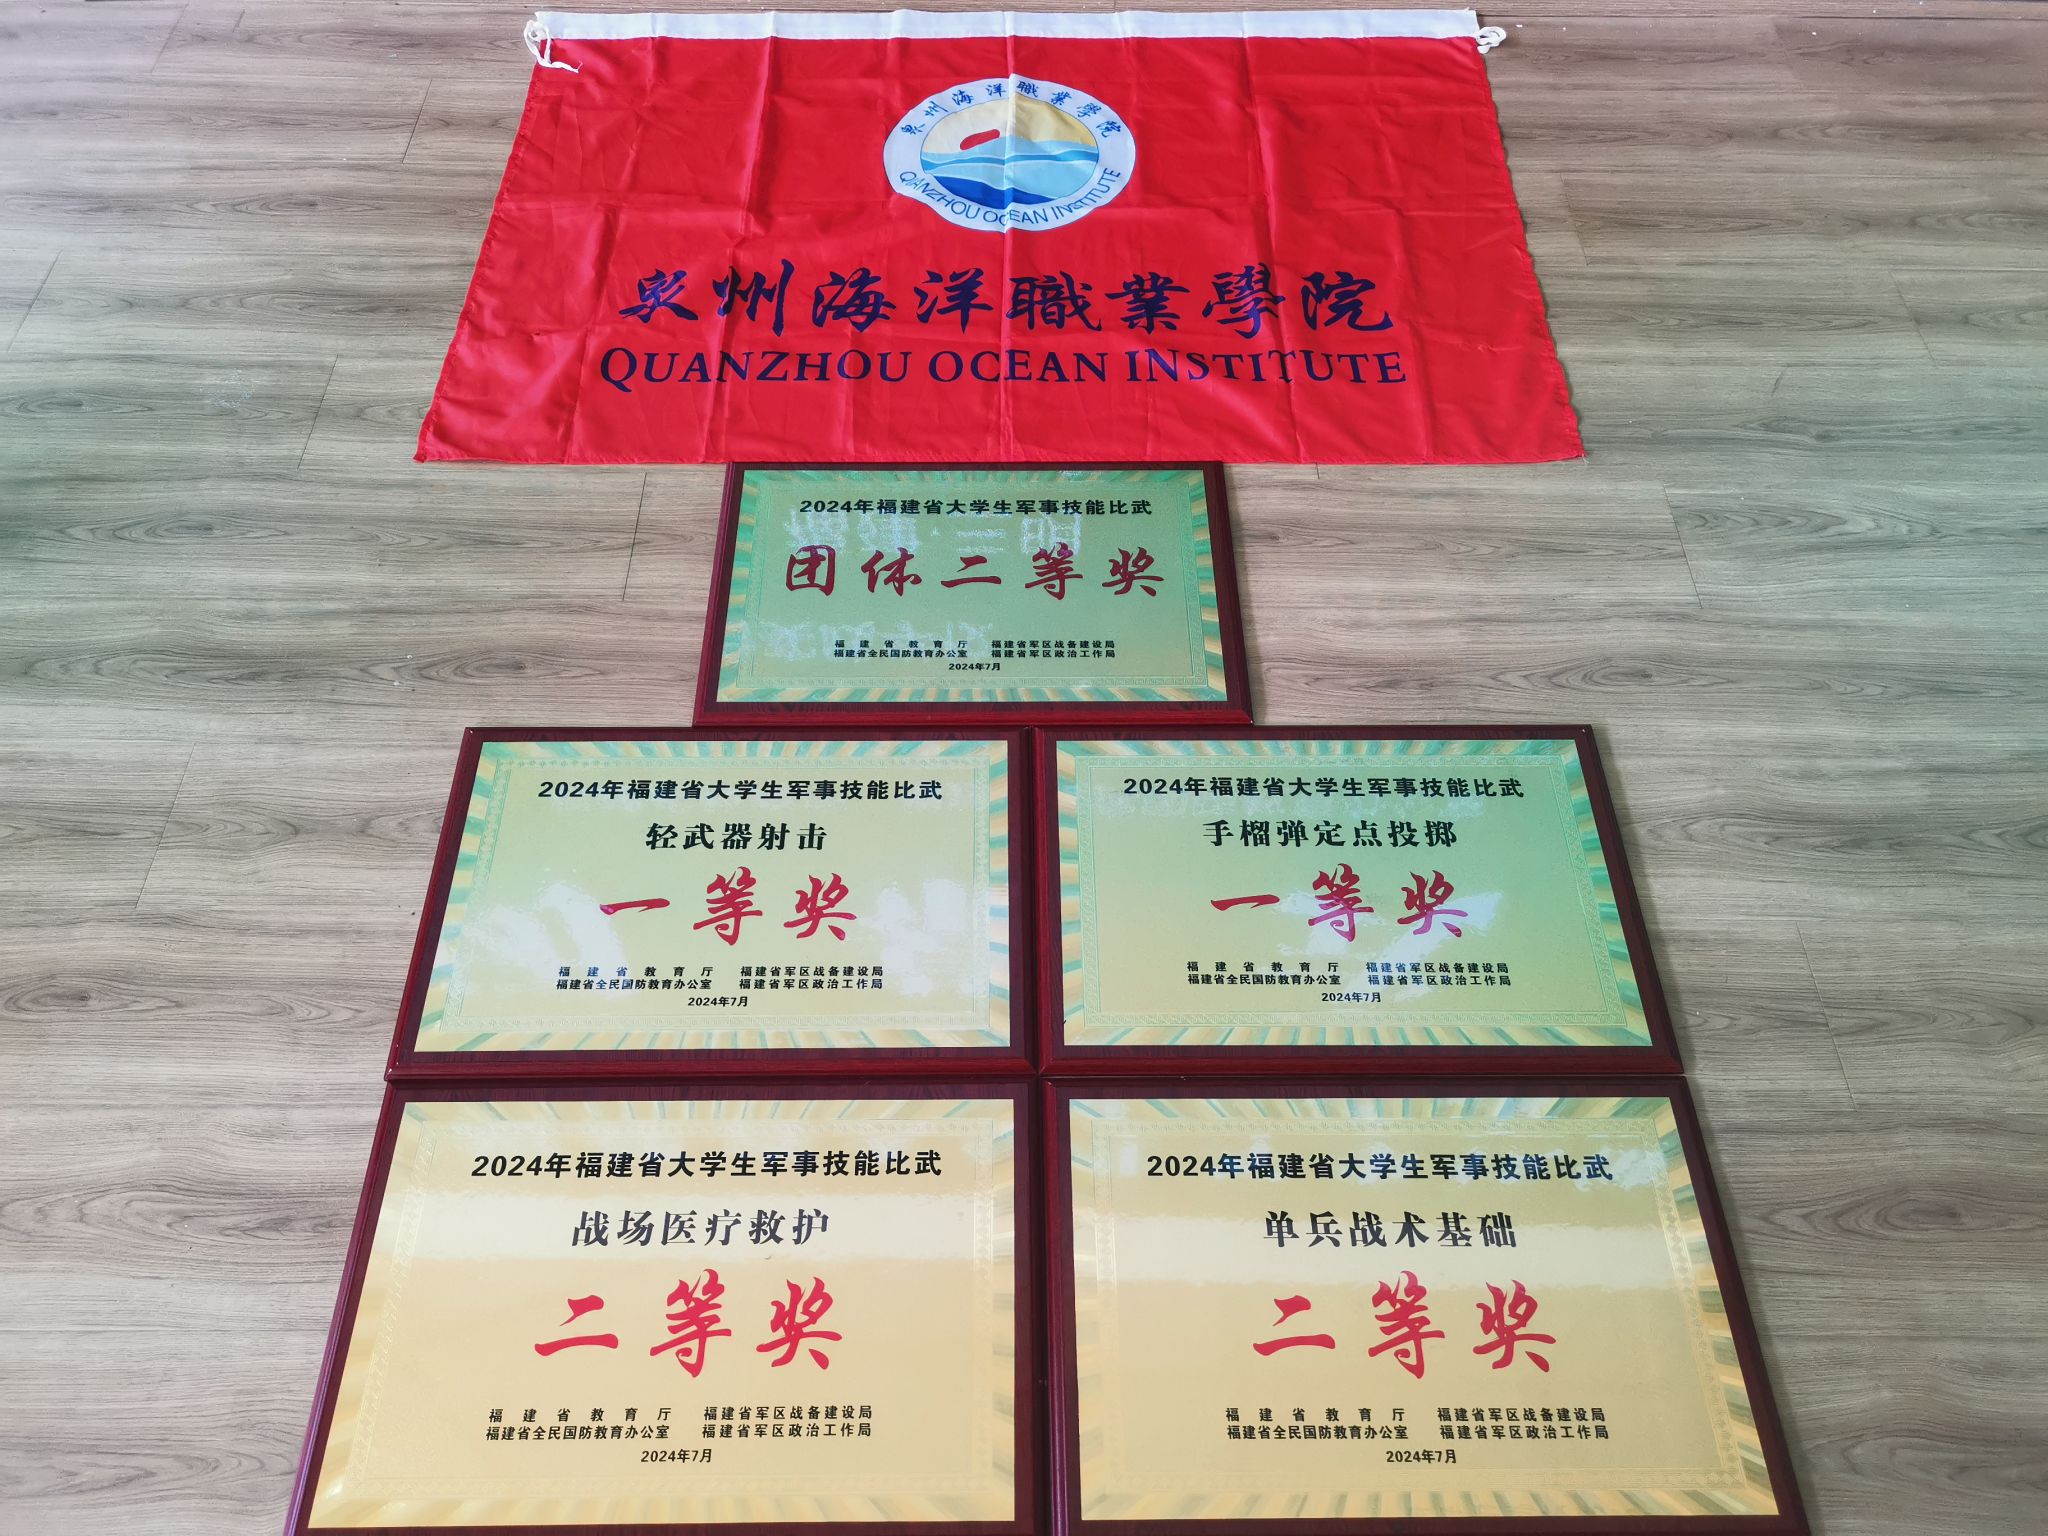 泉州海洋職業學院
QUANZHOU OCEAN INSTITUTE
泉州海洋職業學院
QUANZHOU OCEAN INSTITUTE
2024年福建省大学生军事技能比武
团体二等奖
福建省教育厅 福建省军区战备建设局
福建省全民国防教育办公室 福建省军区政治工作局
2024年7月
2024年福建省大学生军事技能比武
轻武器射击
一等奖
福建省教育厅 福建省军区战备建设局
福建省全民国防教育办公室 福建省军区政治工作局
2024年7月
2024年福建省大学生军事技能比武
手榴弹定点投掷
一等奖
福建省教育厅 福建省军区战备建设局
福建省全民国防教育办公室 福建省军区政治工作局
2024年7月
2024年福建省大学生军事技能比武
战场医疗救护
二等奖
福建省教育厅 福建省军区战备建设局
福建省全民国防教育办公室 福建省军区政治工作局
2024年7月
2024年福建省大学生军事技能比武
单兵战术基础
二等奖
福建省教育厅 福建省军区战备建设局
福建省全民国防教育办公室 福建省军区政治工作局
2024年7月